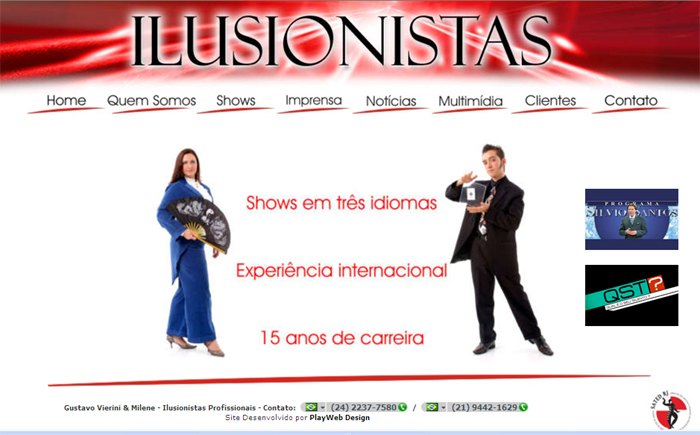 ILUSIONISTAS
Home Quem Somos Shows Imprensa Notícias Multimídia Clientes Contato
Shows em três idiomas
Experiência internacional
15 anos de carreira
PROGRAMA
SILVIO SANTOS
QST?
Gustavo Vierini & Milene - Ilusionistas Profissionais - Contato: (24) 2237-7580 / (21) 9442-1629
Site Desenvolvido por PlayWeb Design
SATED RJ